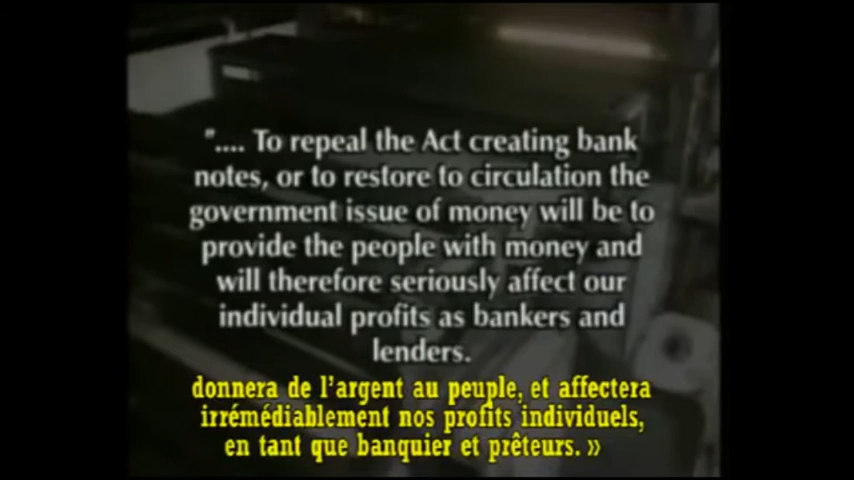 ".... To repeal the Act creating bank
notes, or to restore to circulation the
government issue of money will be to
provide the people with money and
will therefore seriously affect our
individual profits as bankers and
lenders.
donnera de l'argent au peuple, et affectera
irrémédiablement nos profits individuels,
en tant que banquier et prêteurs. »